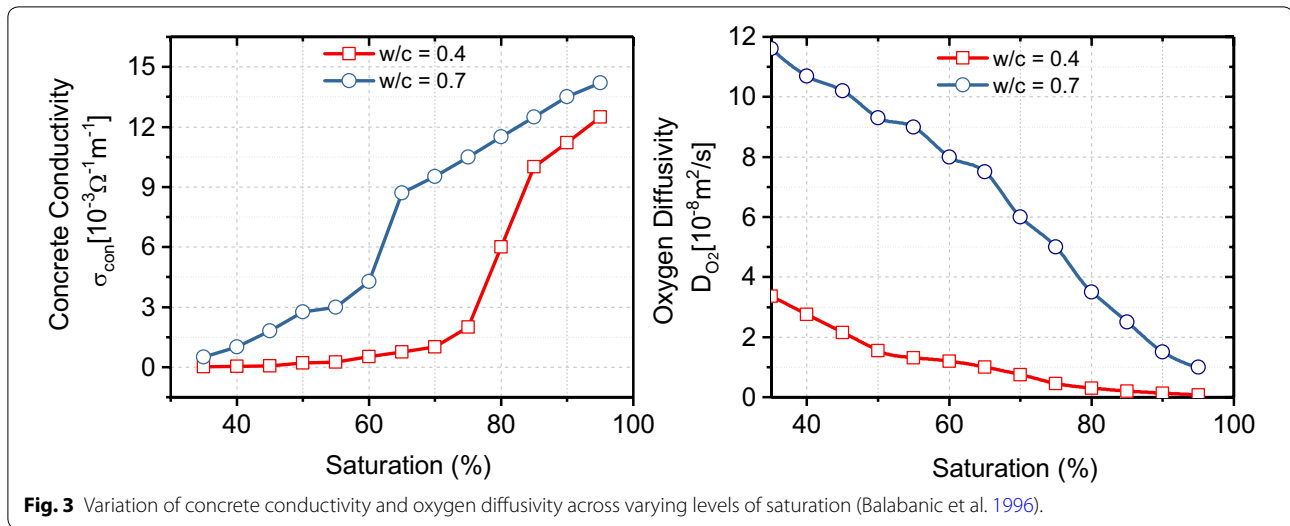 w/c = 0.4
w/c = 0.7
15
12
9
6
3
0
40 60 80 100
Concrete Conductivity
σcon[10-3Ω-1m-1]
Saturation (%)
w/c = 0.4
w/c = 0.7
12
10
8
6
4
2
0
40 60 80 100
Oxygen Diffusivity
DO2[10-8m2/s]
Saturation (%)
Fig. 3 Variation of concrete conductivity and oxygen diffusivity across varying levels of saturation (Balabanic et al. 1996).